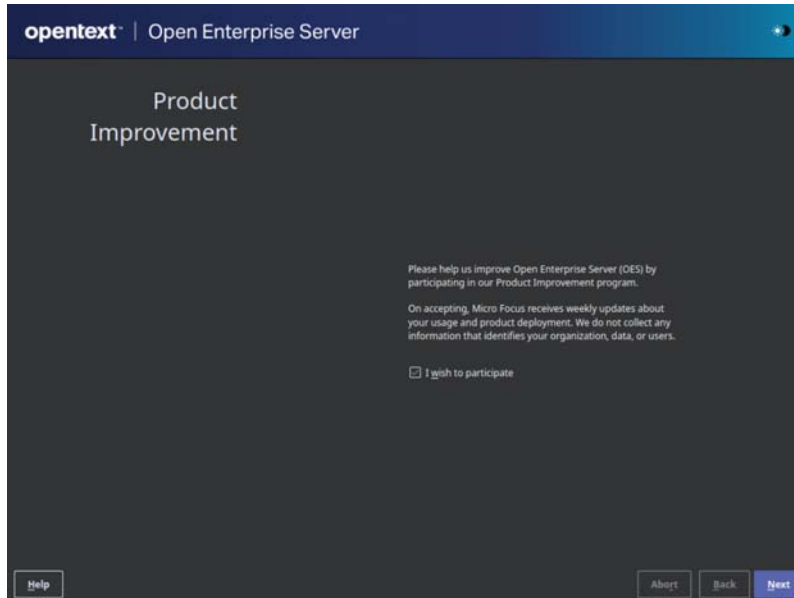 opentext™ | Open Enterprise Server
Product
Improvement
Please help us improve Open Enterprise Server (OES) by
participating in our Product Improvement program.
On accepting, Micro Focus receives weekly updates about
your usage and product deployment. We do not collect any
information that identifies your organization, data, or users.
I wish to participate
Help
Abort
Back
Next